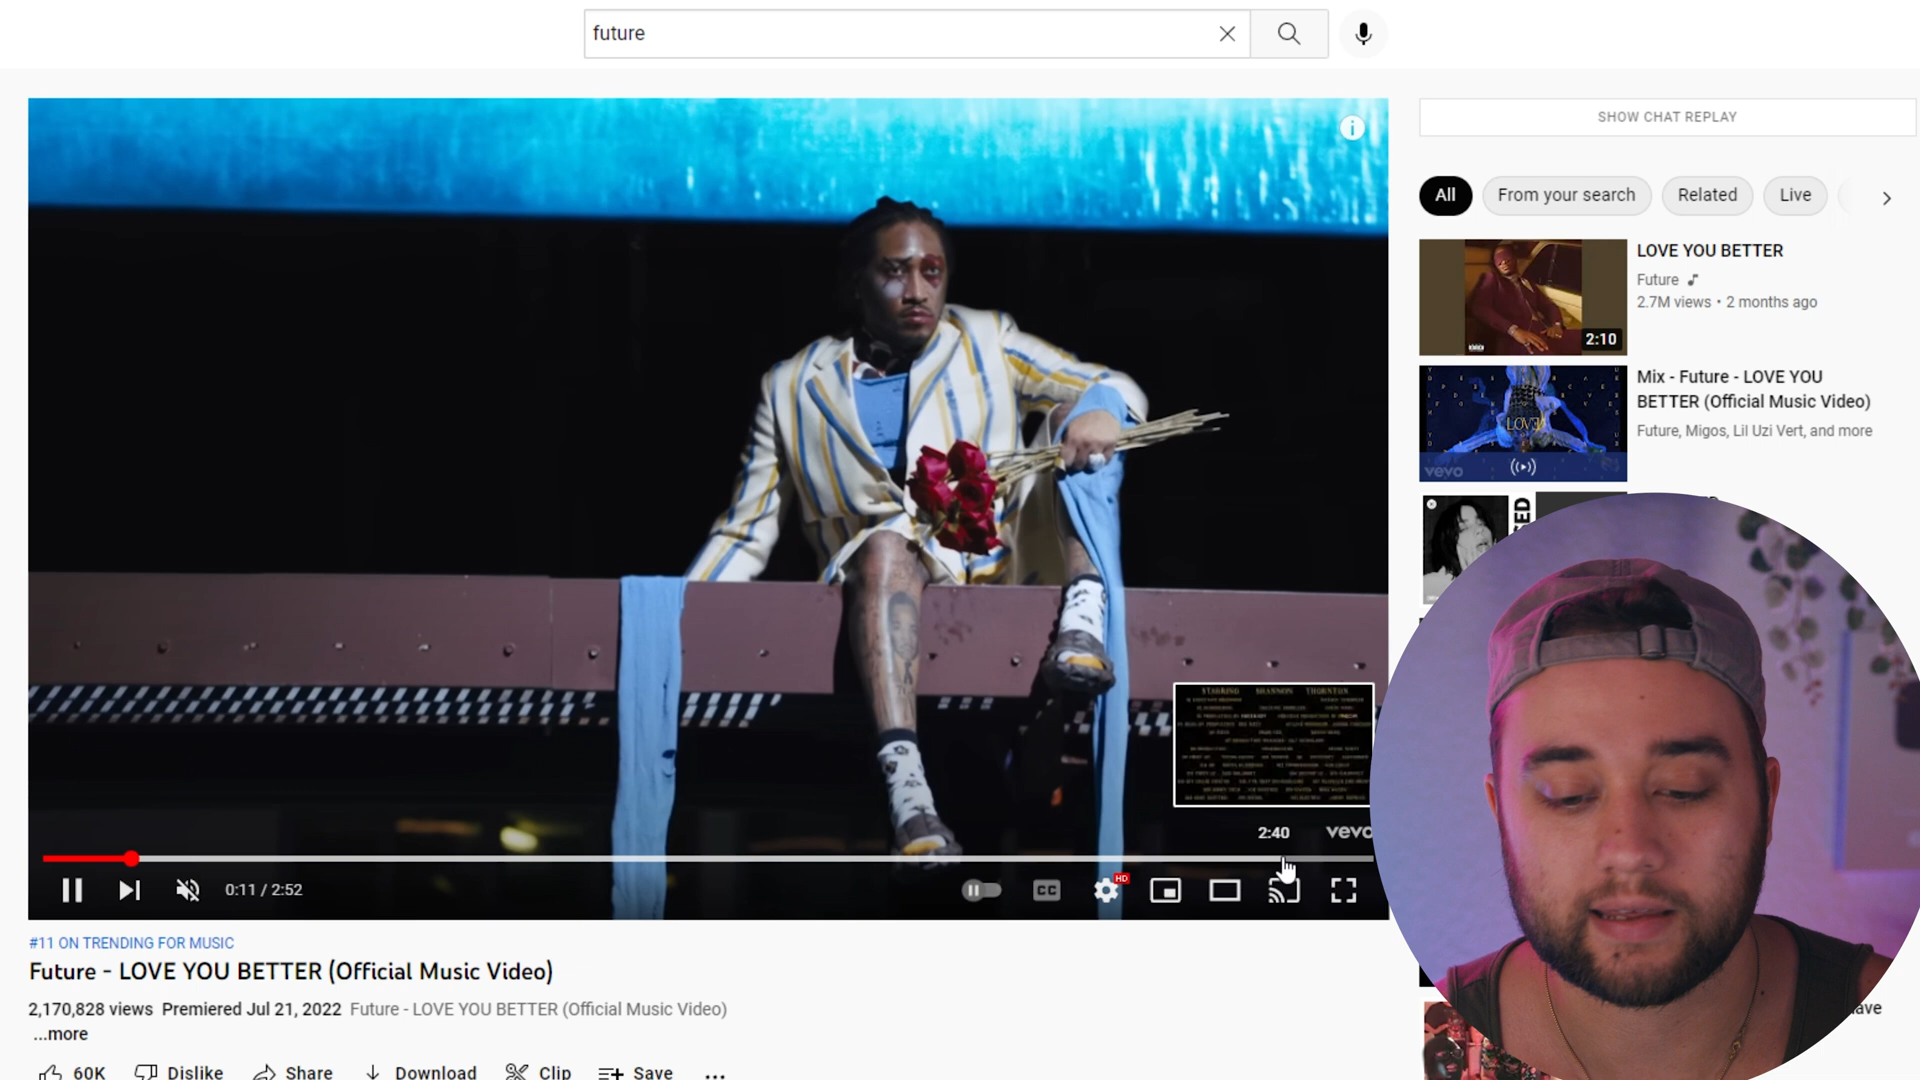 future
SHOW CHAT REPLAY
All
From your search
Related
Live
LOVE YOU BETTER
Future
2.7M views • 2 months ago
2:10
Mix - Future - LOVE YOU
BETTER (Official Music Video)
Future, Migos, Lil Uzi Vert, and more
LOVE
vevo
STARRING SHANNON THORNTON
2:40
vevo
0:11 / 2:52
CC
HD
#11 ON TRENDING FOR MUSIC
Future - LOVE YOU BETTER (Official Music Video)
2,170,828 views Premiered Jul 21, 2022 Future - LOVE YOU BETTER (Official Music Video)
...more
60K
Dislike
Share
Download
Clip
Save
...